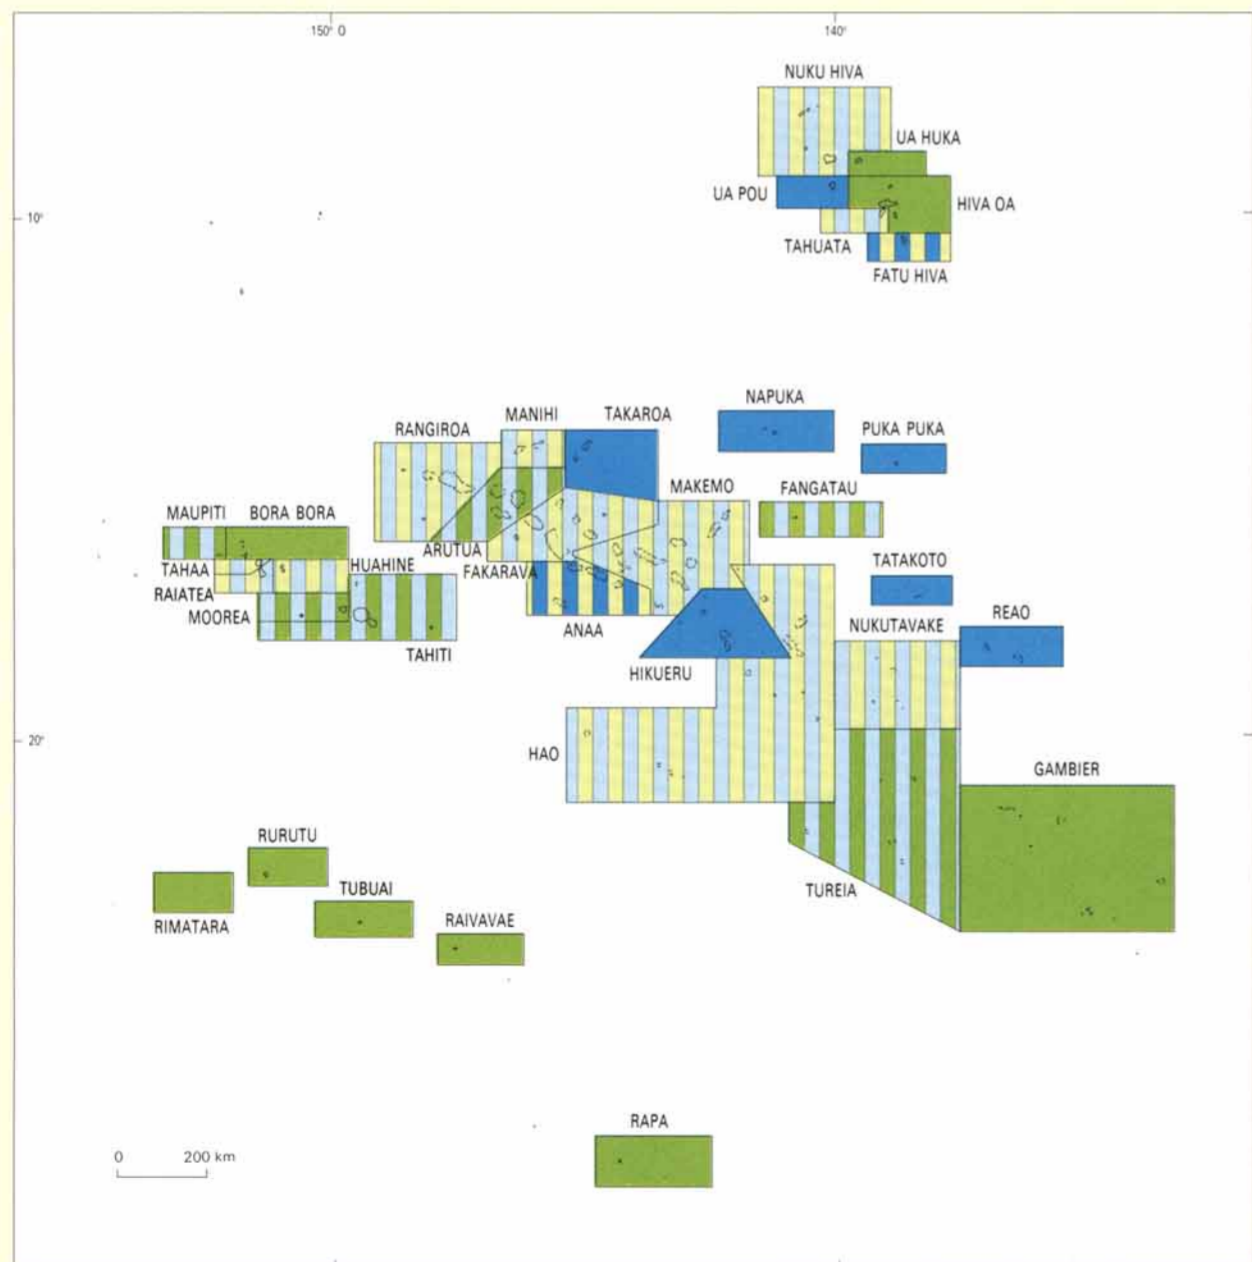 150° O
140°
NUKU HIVA
UA HUKA
UA POU
HIVA OA
10°
TAHUATA
FATU HIVA
NAPUKA
MANIHI
TAKAROA
RANGIROA
PUKA PUKA
MAKEMO
FANGATAU
MAUPITI
BORA BORA
ARUTUA
TATAKOTO
HUAHINE
TAHAA
FAKARAVA
RAIATEA
REAO
MOOREA
ANAA
NUKUTAVAKE
TAHITI
HIKUERU
20°
HAO
GAMBIER
RURUTU
TUBUAI
TUREIA
RAIVAVAE
RIMATARA
RAPA
0 200 km